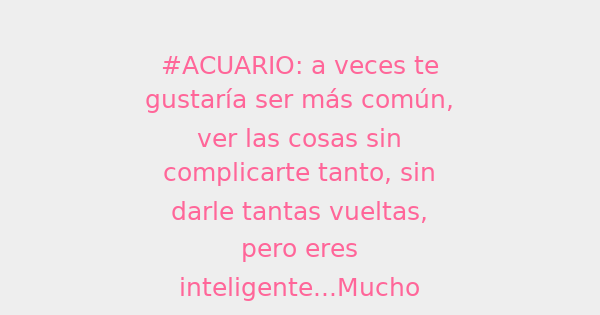 #ACUARIO: a veces te
gustaría ser más común,
ver las cosas sin
complicarte tanto, sin
darle tantas vueltas,
pero eres
inteligente...Mucho